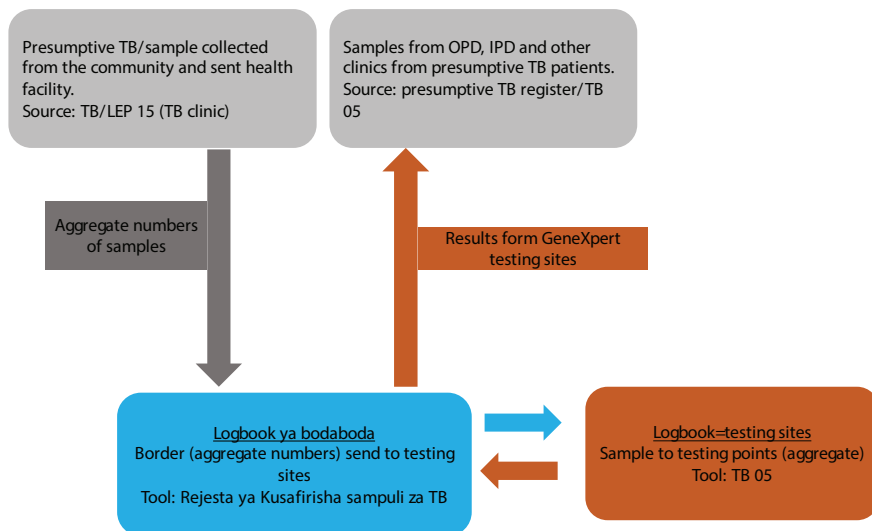 Presumptive TB/sample collected
from the community and sent health
facility.
Source: TB/LEP 15 (TB clinic)
Samples from OPD, IPD and other
clinics from presumptive TB patients.
Source: presumptive TB register/TB
05
Aggregate numbers
of samples
Results form GeneXpert
testing sites
Logbook ya bodaboda
Border (aggregate numbers) send to testing
sites
Tool: Rejesta ya Kusafirisha sampuli za TB
Logbook=testing sites
Sample to testing points (aggregate)
Tool: TB 05